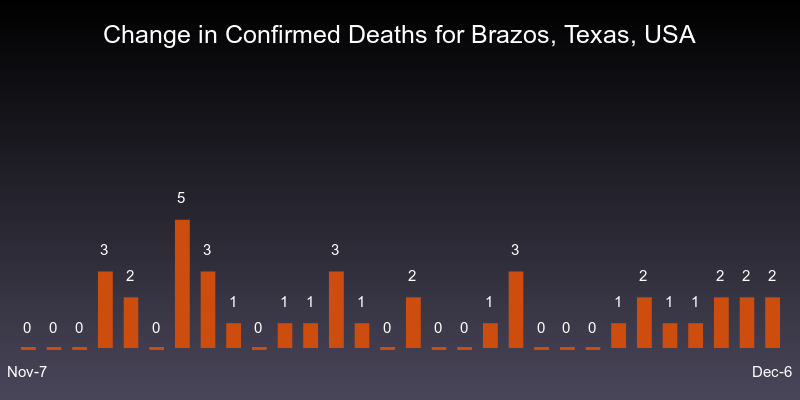 Change in Confirmed Deaths for Brazos, Texas, USA
0 0 0 3 2 0 5 3 1 0 1 1 3 1 0 2 0 0 1 3 0 0 0 1 2 1 1 2 2 2
Nov-7 Dec-6